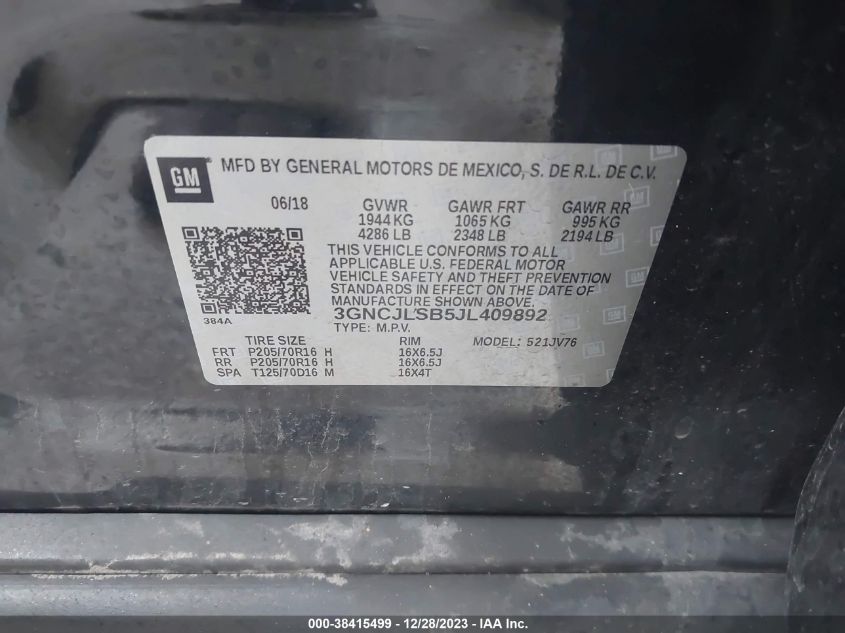 GM MFD BY GENERAL MOTORS DE MEXICO, S. DE R.L. DE C.V.
06/18 GVWR GAWR FRT GAWR RR
1944 KG 1065 KG 995 KG
4286 LB 2348 LB 2194 LB
THIS VEHICLE CONFORMS TO ALL
APPLICABLE U.S. FEDERAL MOTOR
VEHICLE SAFETY AND THEFT PREVENTION
STANDARDS IN EFFECT ON THE DATE OF
MANUFACTURE SHOWN ABOVE.
384A
3GNCJLSB5JL409892
TYPE: M.P.V.
TIRE SIZE RIM MODEL: 521JV76
FRT P205/70R16 H 16X6.5J
RR P205/70R16 H 16X6.5J
SPA T125/70D16 M 16X4T
000-38415499 - 12/28/2023 - IAA Inc.